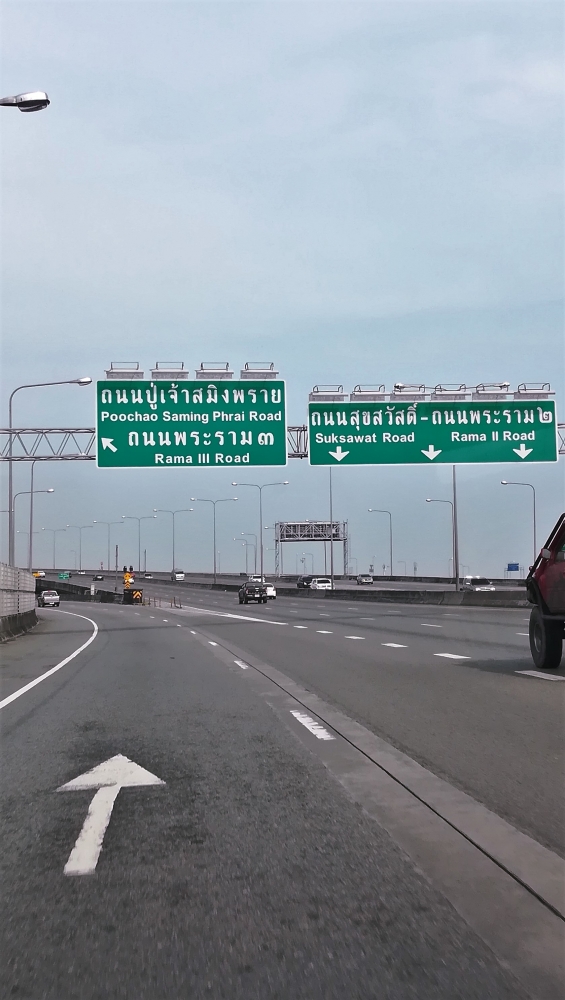 ถนนปู่เจ้าสมิงพราย
Poochao Saming Phrai Road
ถนนพระราม๓
Rama III Road
ถนนสุขสวัสดิ์-ถนนพระราม๒
Suksawat Road Rama II Road